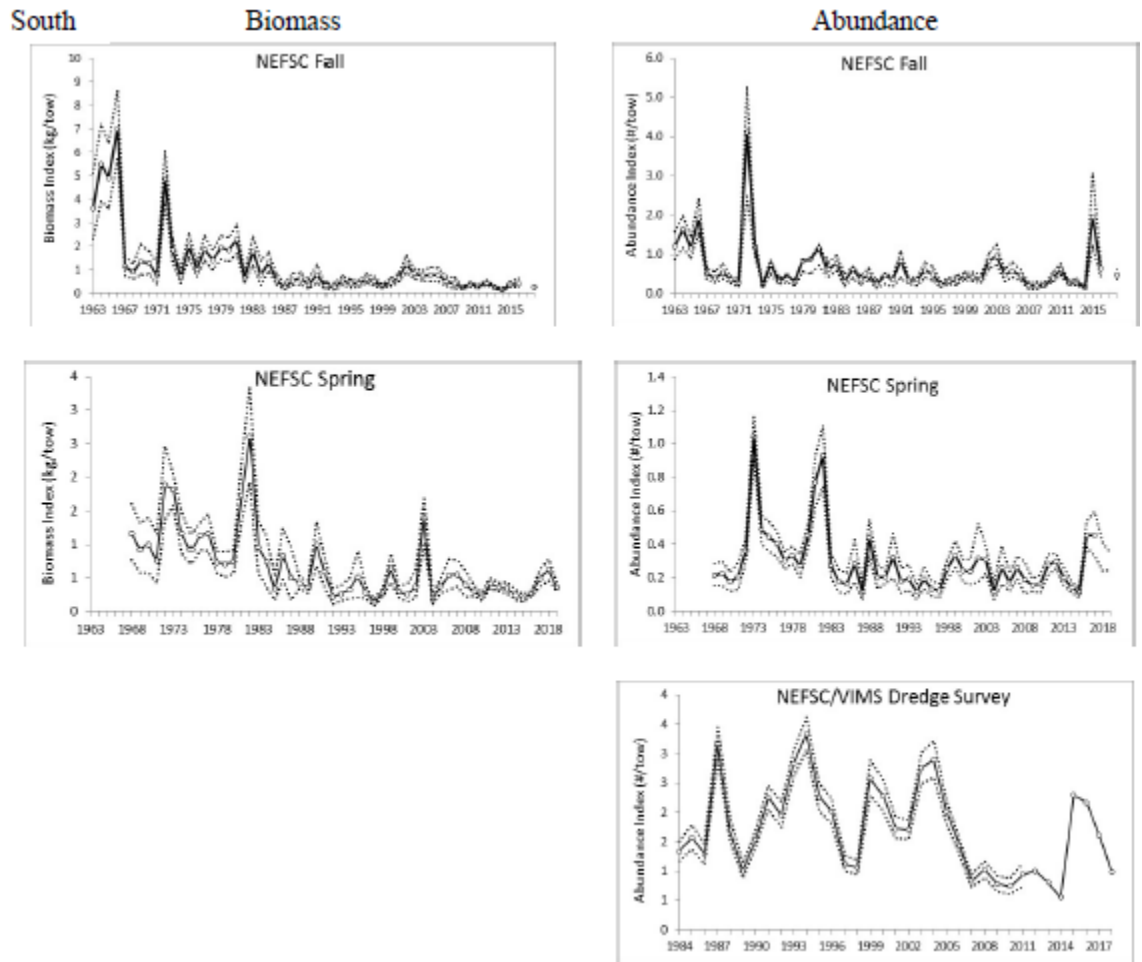 South Biomass Abundance
NEFSC Fall
Biomass Index (kg/tow)
10
9
8
7
6
5
4
3
2
1
0
1963 1967 1971 1975 1979 1983 1987 1991 1995 1999 2003 2007 2011 2015
NEFSC Fall
Abundance Index (#/tow)
6.0
5.0
4.0
3.0
2.0
1.0
0.0
1963 1967 1971 1975 1979 1983 1987 1991 1995 1999 2003 2007 2011 2015
NEFSC Spring
Biomass Index (kg/tow)
4
3
3
2
2
1
1
0
1963 1968 1973 1978 1983 1988 1993 1998 2003 2008 2013 2018
NEFSC Spring
Abundance Index (#/tow)
1.4
1.2
1.0
0.8
0.6
0.4
0.2
0.0
1963 1968 1973 1978 1983 1988 1993 1998 2003 2008 2013 2018
NEFSC/VIMS Dredge Survey
Abundance Index (#/tow)
4
4
3
3
2
2
1
1
0
1984 1987 1990 1993 1996 1999 2002 2005 2008 2011 2014 2017